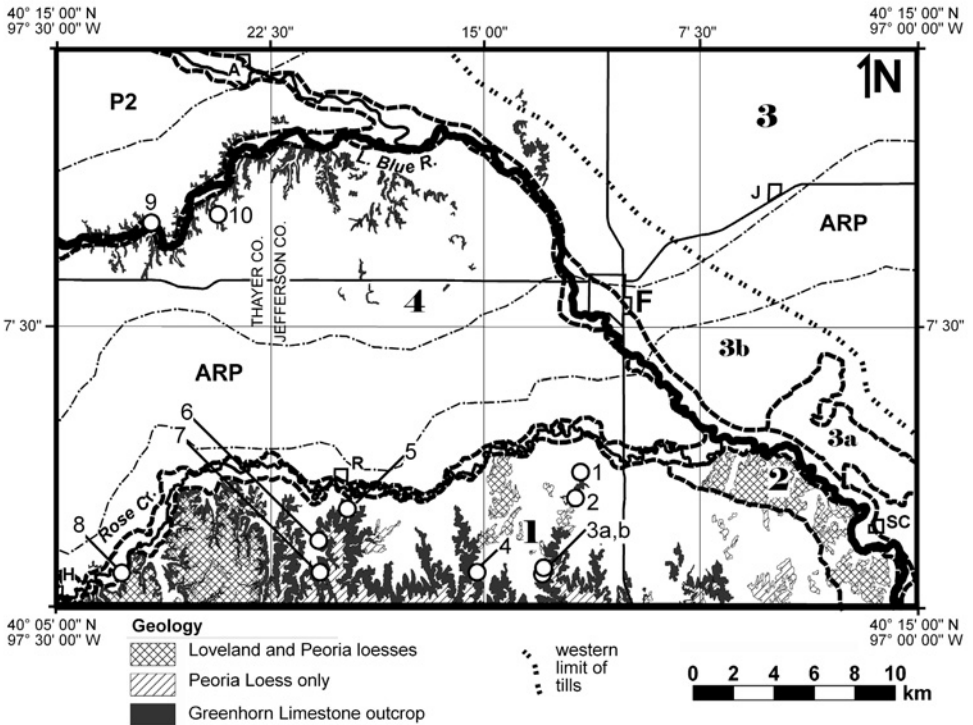 40° 15' 00" N
97° 30' 00" W
22' 30"
15' 00"
7' 30"
40° 15' 00" N
97° 00' 00" W
A
N
P2
3
L. Blue R.
J
9
10
ARP
THAYER CO.
JEFFERSON CO.
4
F
7' 30"
7' 30"
3b
ARP
6
7
3a
5
R
1
2
2
Rose Cr.
8
1
3a,b
SC
4
H
40° 05' 00" N
97° 30' 00" W
40° 15' 00" N
97° 00' 00" W
Geology
Loveland and Peoria loesses
Peoria Loess only
Greenhorn Limestone outcrop
western
limit of
tills
0 2 4 6 8 10
km